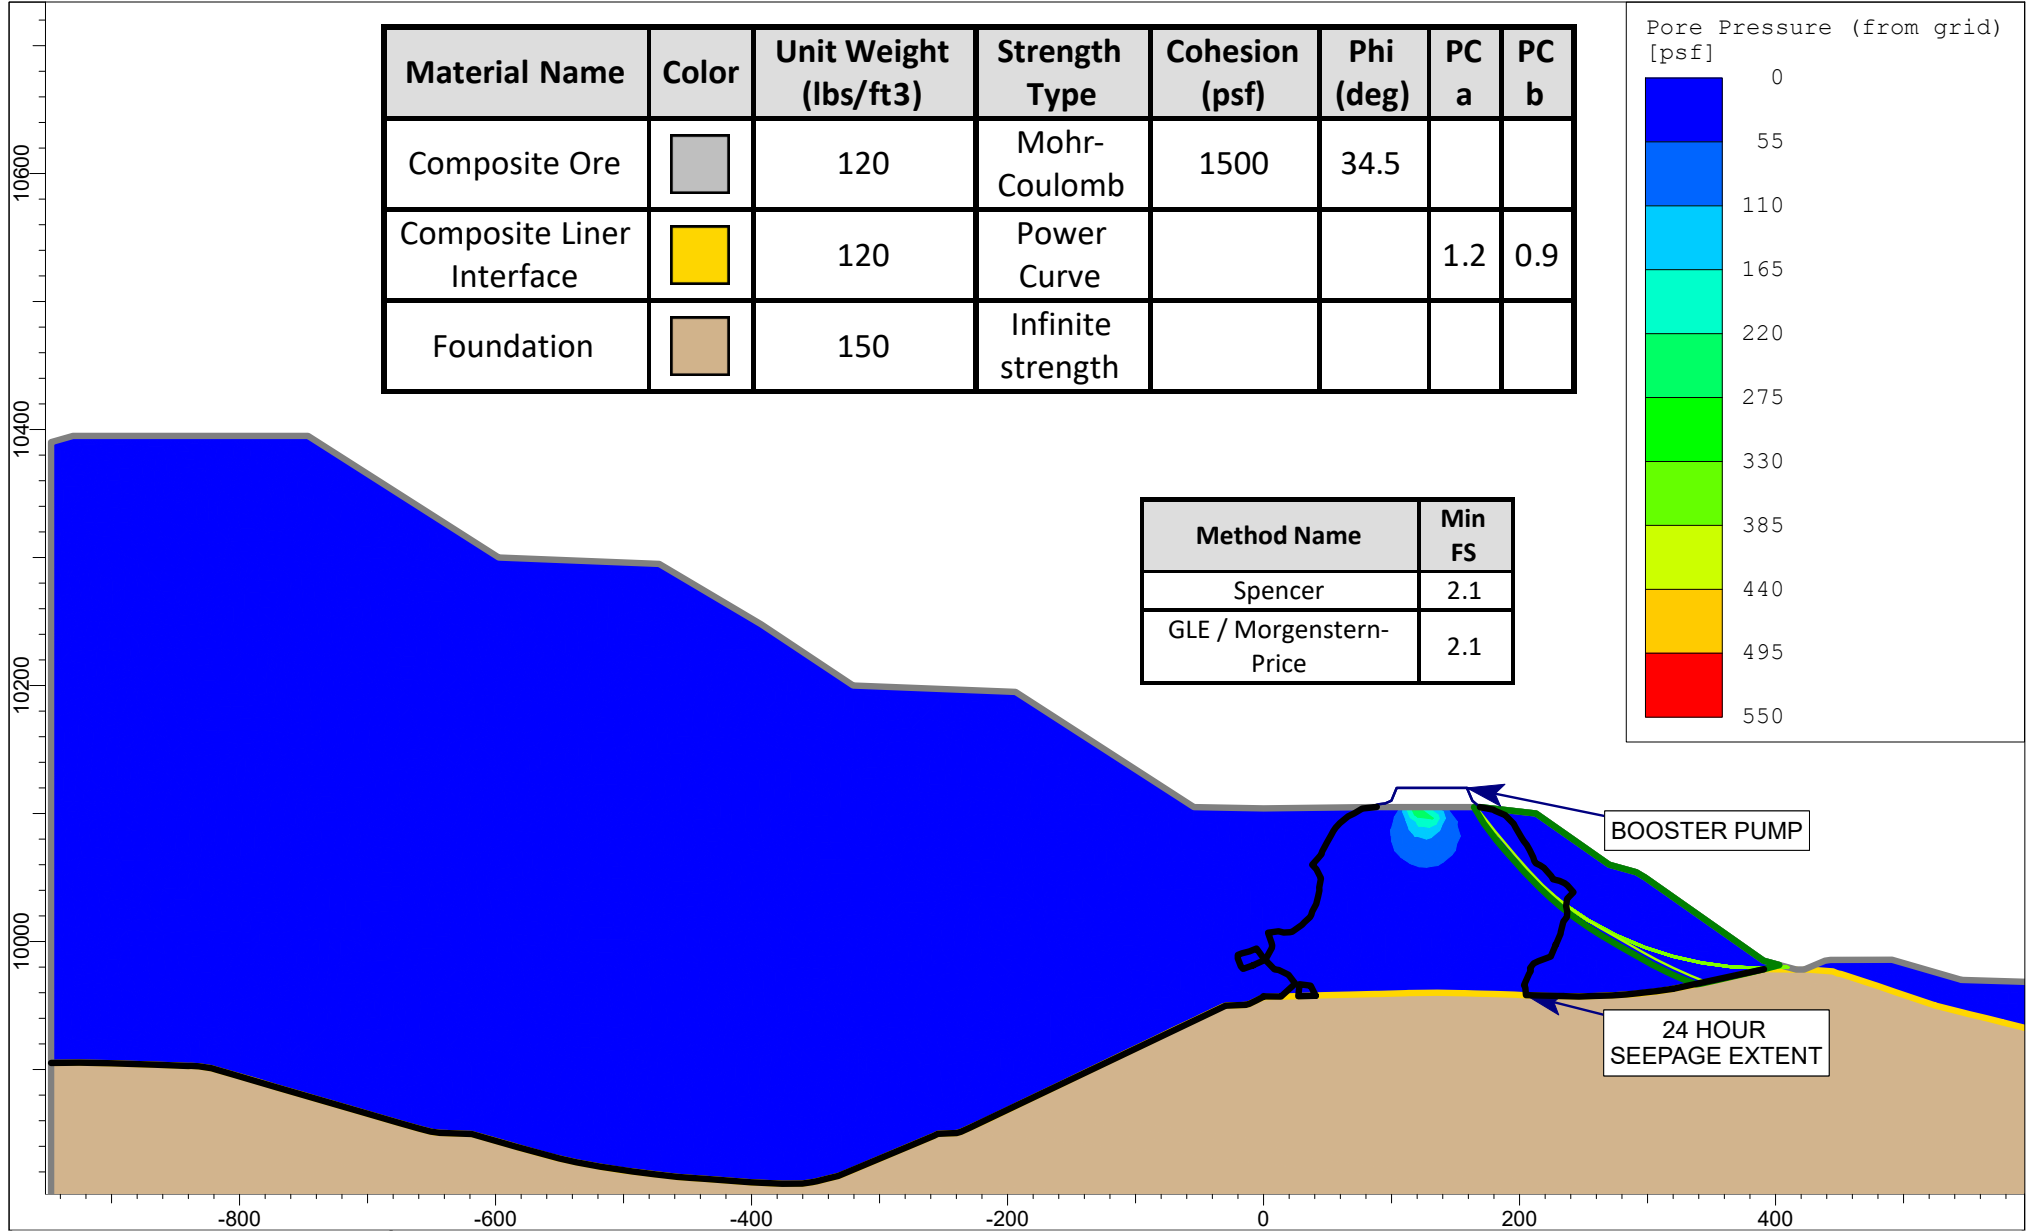 Material Name Color Unit Weight (lbs/ft3) Strength Type Cohesion (psf) Phi (deg) PC a PC b
Composite Ore 120 Mohr-Coulomb 1500 34.5
Composite Liner Interface 120 Power Curve 1.2 0.9
Foundation 150 Infinite strength
Pore Pressure (from grid)
[psf]
0
55
110
165
220
275
330
385
440
495
550
Method Name Min FS
Spencer 2.1
GLE / Morgenstern-Price 2.1
BOOSTER PUMP
24 HOUR
SEEPAGE EXTENT
10600
10400
10200
10000
-800 -600 -400 -200 0 200 400